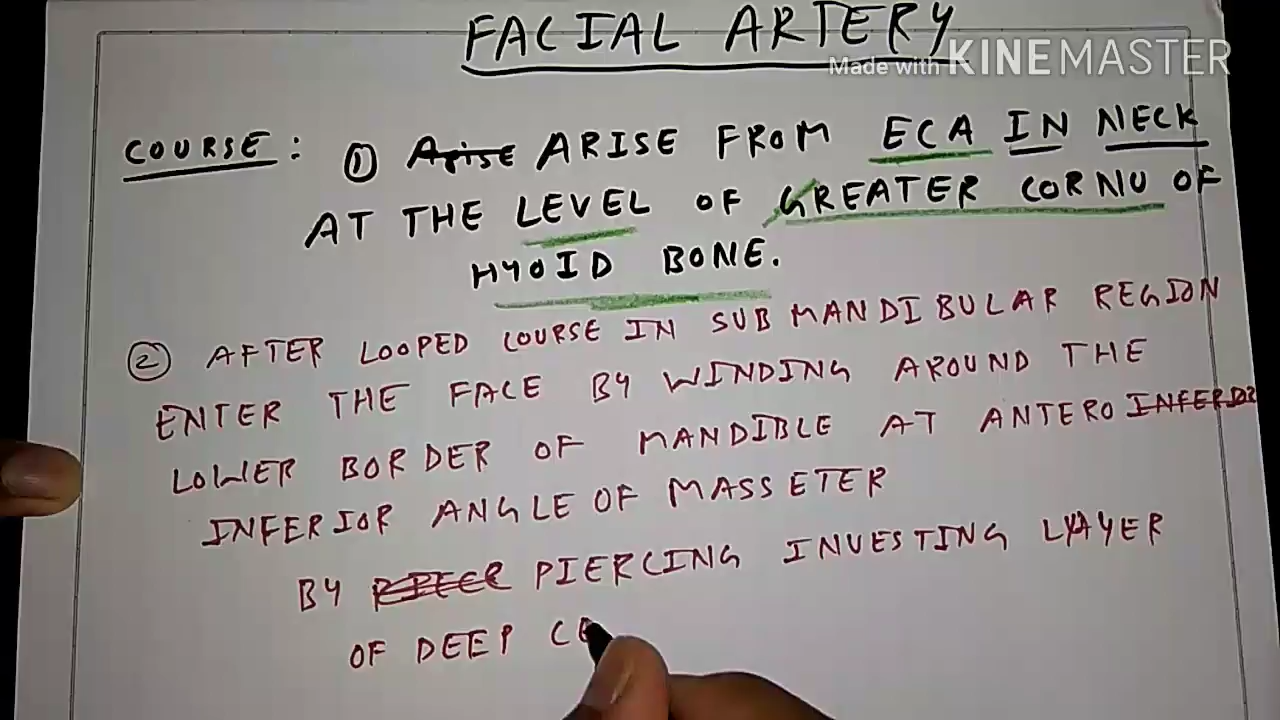 FACIAL ARTERY
Made with KINEMASTER
COURSE: ① Arise ARISE FROM ECA IN NECK
AT THE LEVEL OF GREATER CORNU OF
HYOID BONE.
② AFTER LOOPED COURSE IN SUBMANDIBULAR REGION
ENTER THE FACE BY WINDING AROUND THE
LOWER BORDER OF MANDIBLE AT ANTERO INFERIOR
INFERIOR ANGLE OF MASSETER
BY PIERCING INVESTING LAYER
OF DEEP CE